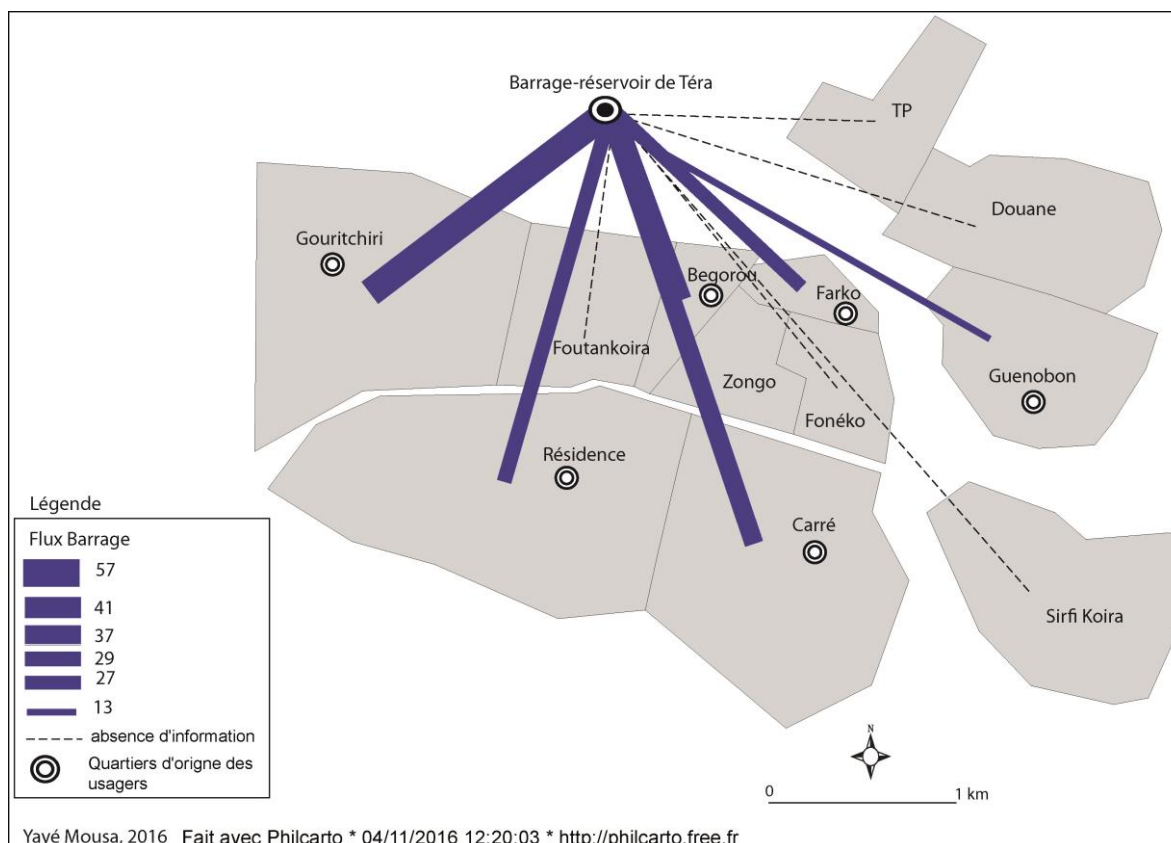 Barrage-réservoir de Téra
TP
Douane
Gouritchiri
Begorou
Farko
Foutankoira
Zongo
Guenobon
Fonéko
Résidence
Carré
Sirfi Koira
Légende
Flux Barrage
57
41
37
29
27
13
absence d'information
Quartiers d'origne des
usagers
N
0
1 km
Yayé Mousa, 2016 Fait avec Philcarto * 04/11/2016 12:20:03 * http://philcarto.free.fr